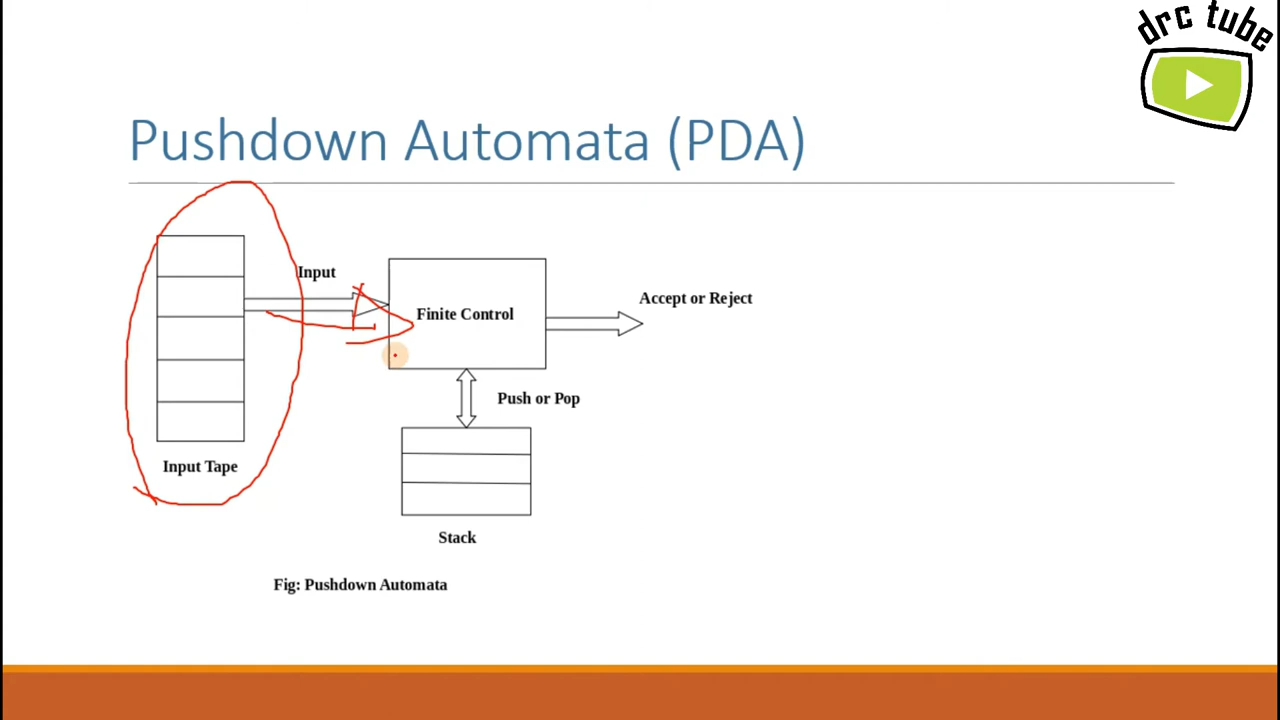 drc tube
Pushdown Automata (PDA)
Input
Finite Control
Accept or Reject
Push or Pop
Input Tape
Stack
Fig: Pushdown Automata